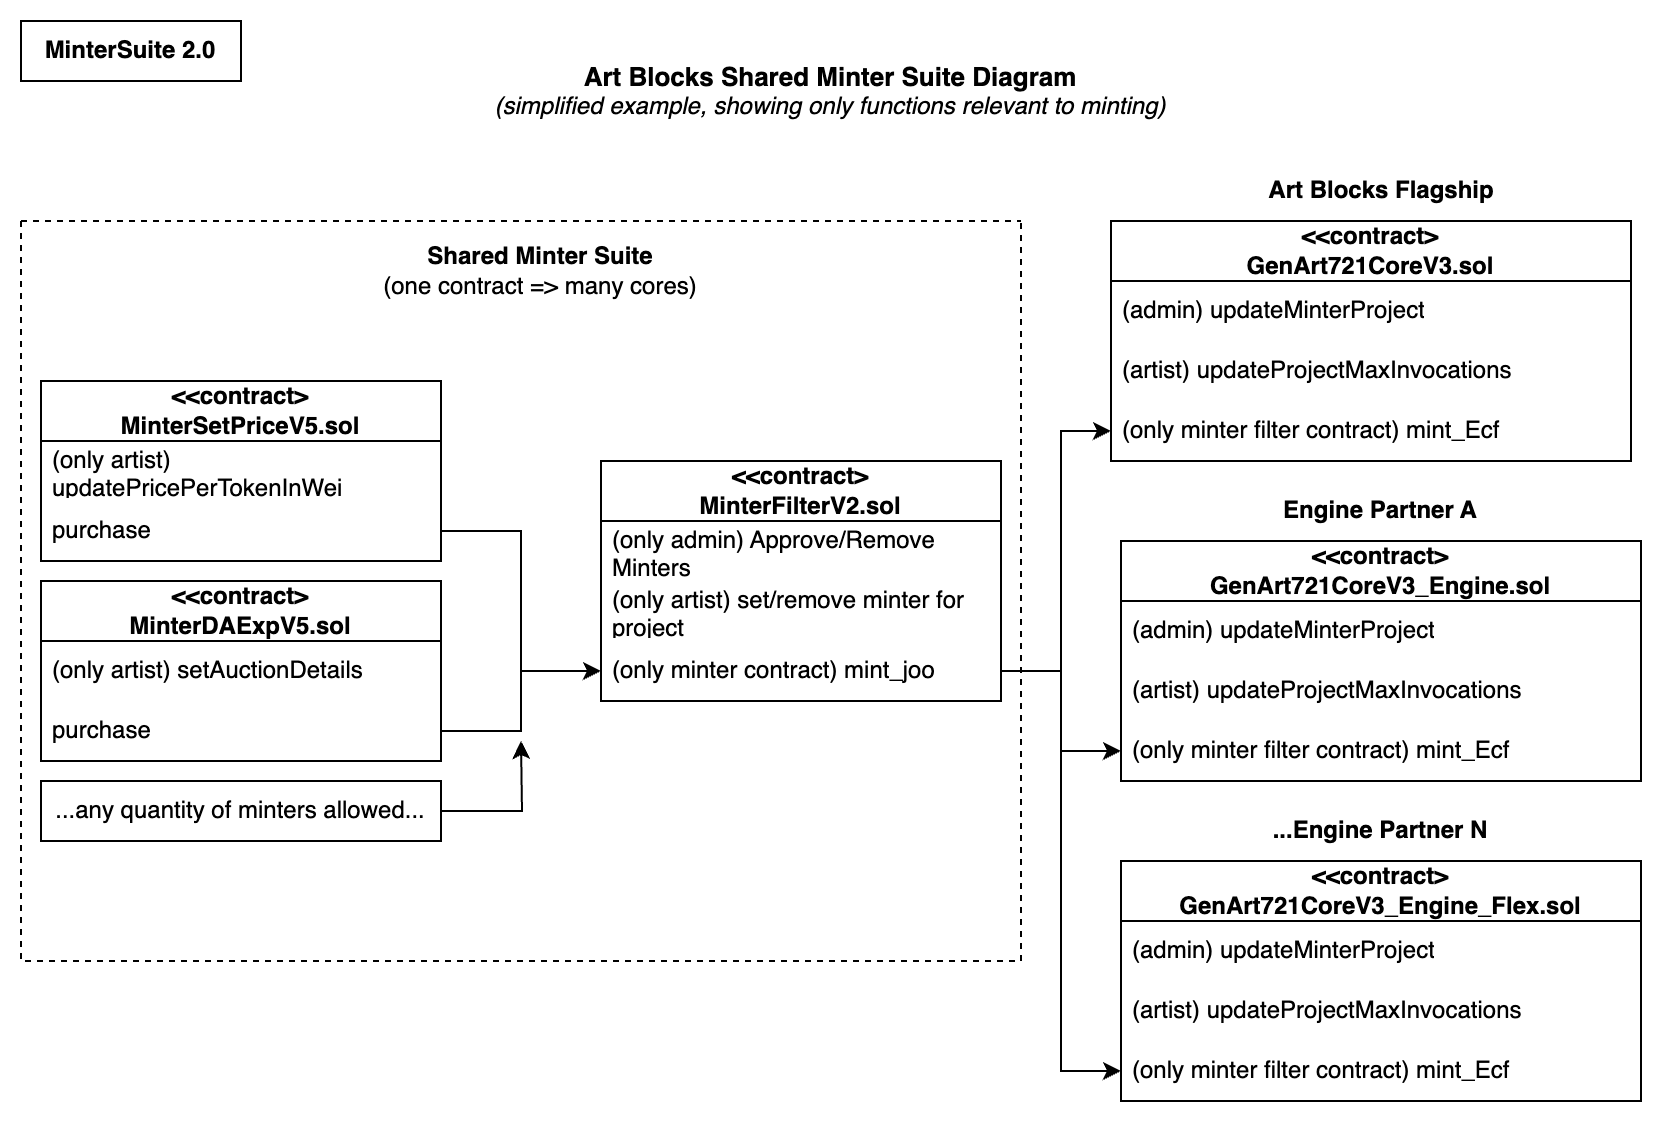 MinterSuite 2.0
Art Blocks Shared Minter Suite Diagram
(simplified example, showing only functions relevant to minting)
Shared Minter Suite
(one contract => many cores)
<<contract>
MinterSetPriceV5.sol
(only artist)
updatePricePerTokenInWei
purchase
<<contract>
MinterDAExpV5.sol
(only artist) setAuctionDetails
purchase
...any quantity of minters allowed...
<<contract>
MinterFilterV2.sol
(only admin) Approve/Remove
Minters
(only artist) set/remove minter for
project
(only minter contract) mint_joo
Art Blocks Flagship
<<contract>
GenArt721CoreV3.sol
(admin) updateMinterProject
(artist) updateProjectMaxInvocations
(only minter filter contract) mint_Ecf
Engine Partner A
<<contract>
GenArt721CoreV3_Engine.sol
(admin) updateMinterProject
(artist) updateProjectMaxInvocations
(only minter filter contract) mint_Ecf
...Engine Partner N
<<contract>
GenArt721CoreV3_Engine_Flex.sol
(admin) updateMinterProject
(artist) updateProjectMaxInvocations
(only minter filter contract) mint_Ecf